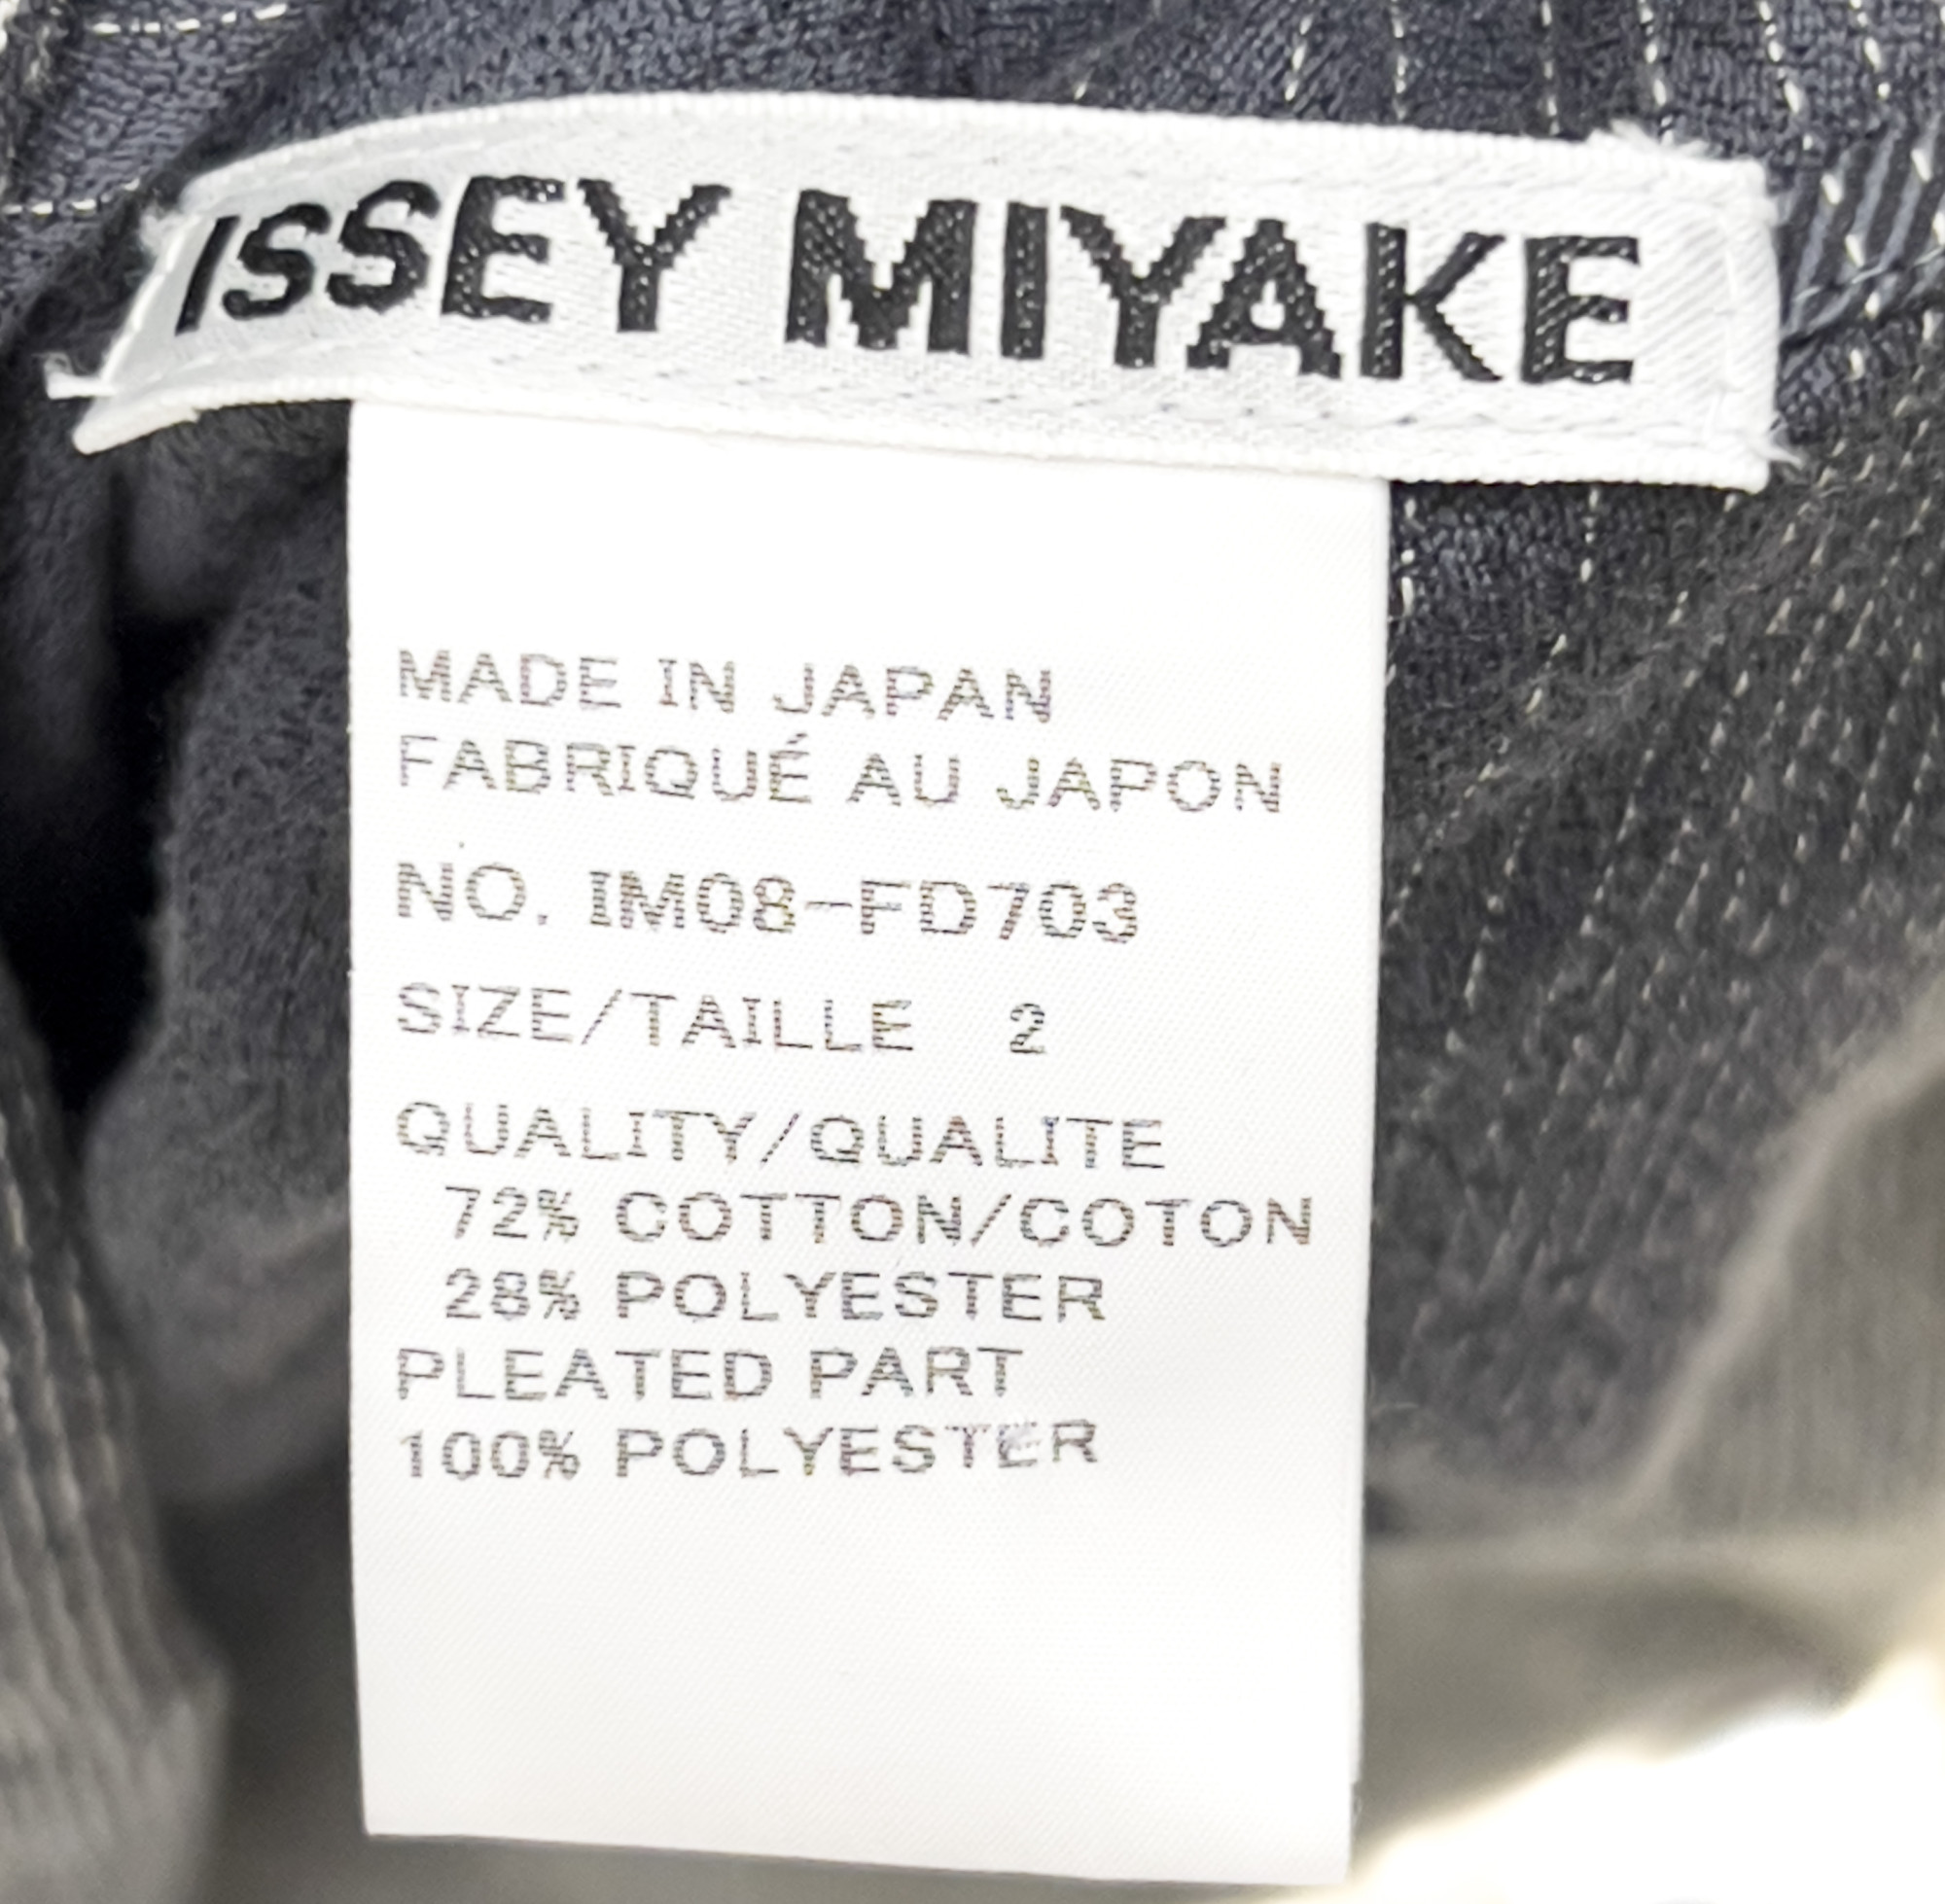 ISSEY MIYAKE
MADE IN JAPAN
FABRIQUÉ AU JAPON
NO. IM08-FD703
SIZE/TAILLE 2
QUALITY/QUALITE
72% COTTON/COTON
28% POLYESTER
PLEATED PART
100% POLYESTER